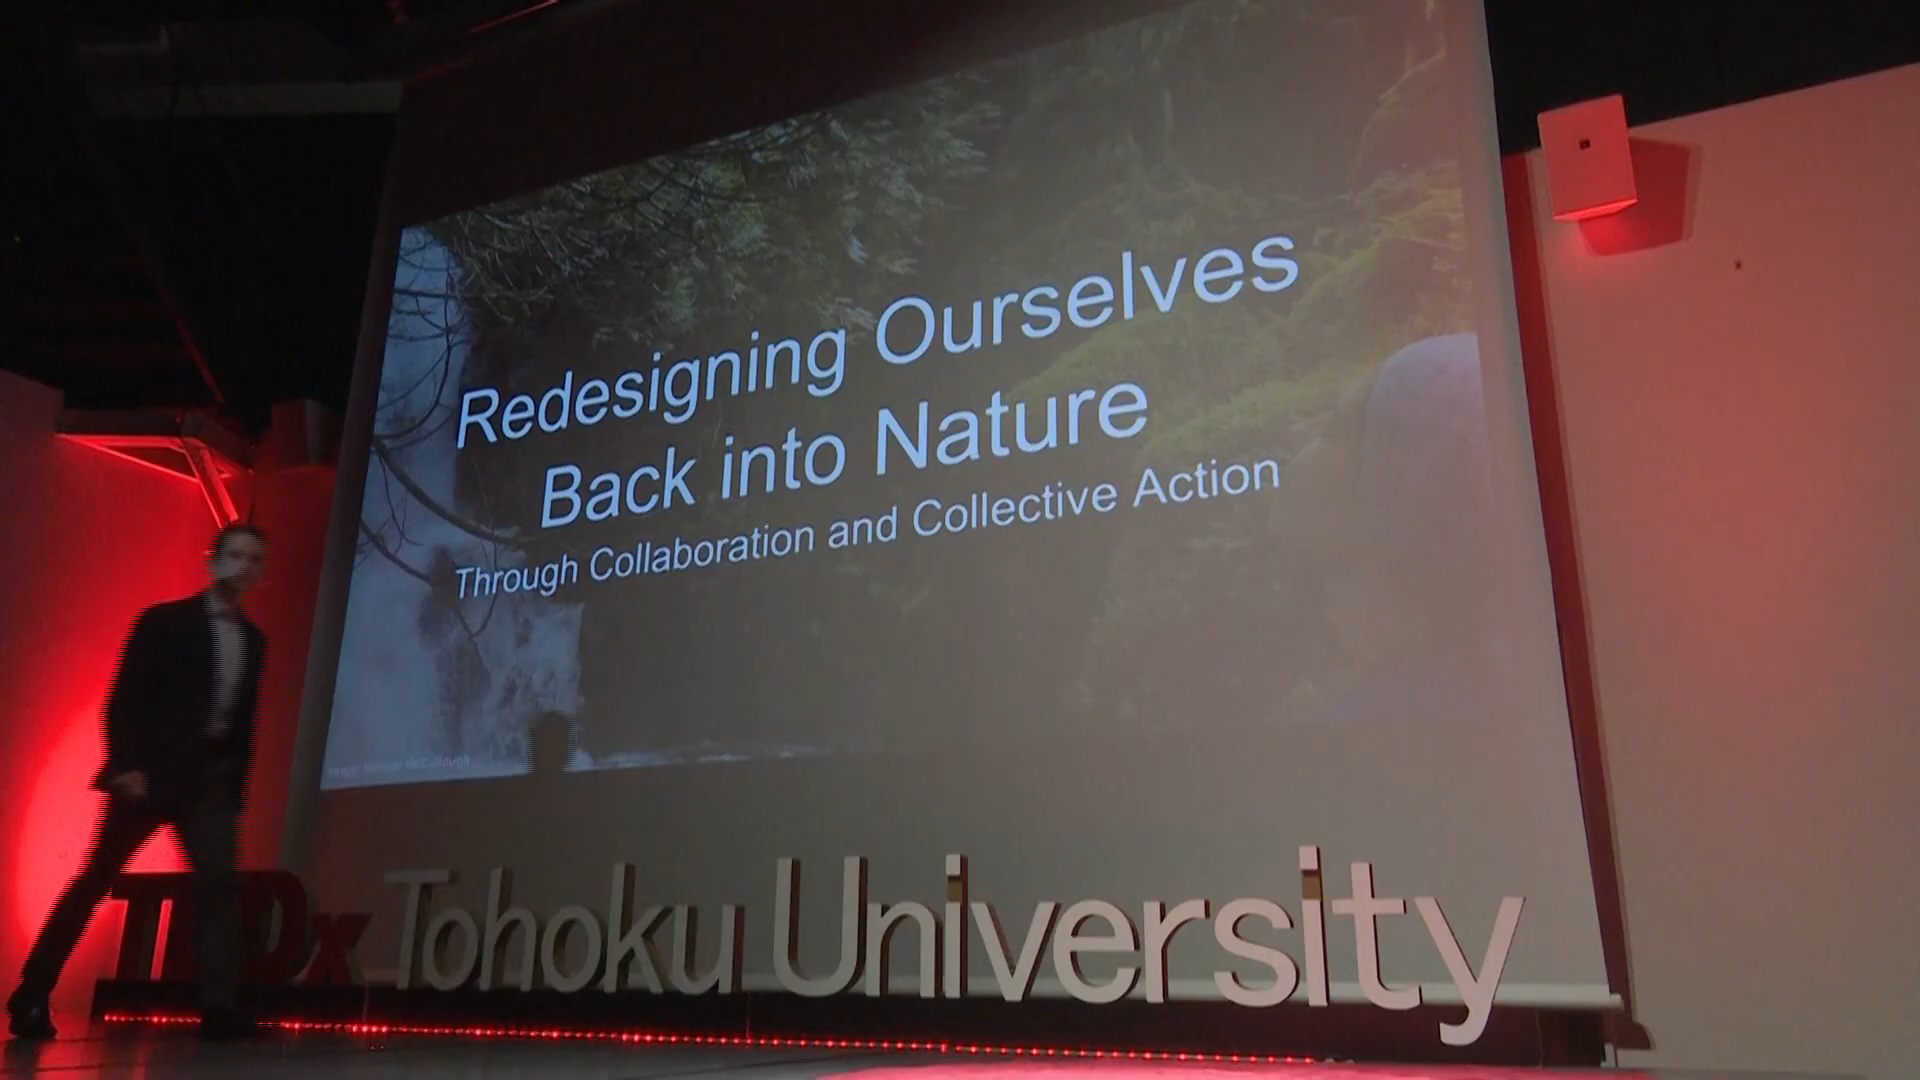 Redesigning Ourselves
Back into Nature
Through Collaboration and Collective Action
TEDx Tohoku University